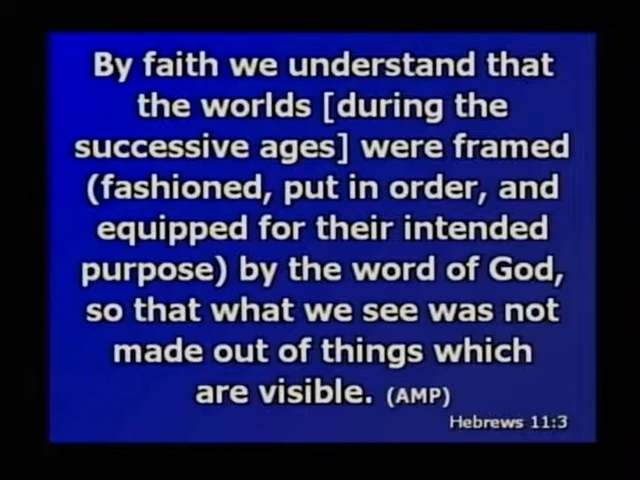 By faith we understand that
the worlds [during the
successive ages] were framed
(fashioned, put in order, and
equipped for their intended
purpose) by the word of God,
so that what we see was not
made out of things which
are visible. (AMP)
Hebrews 11:3